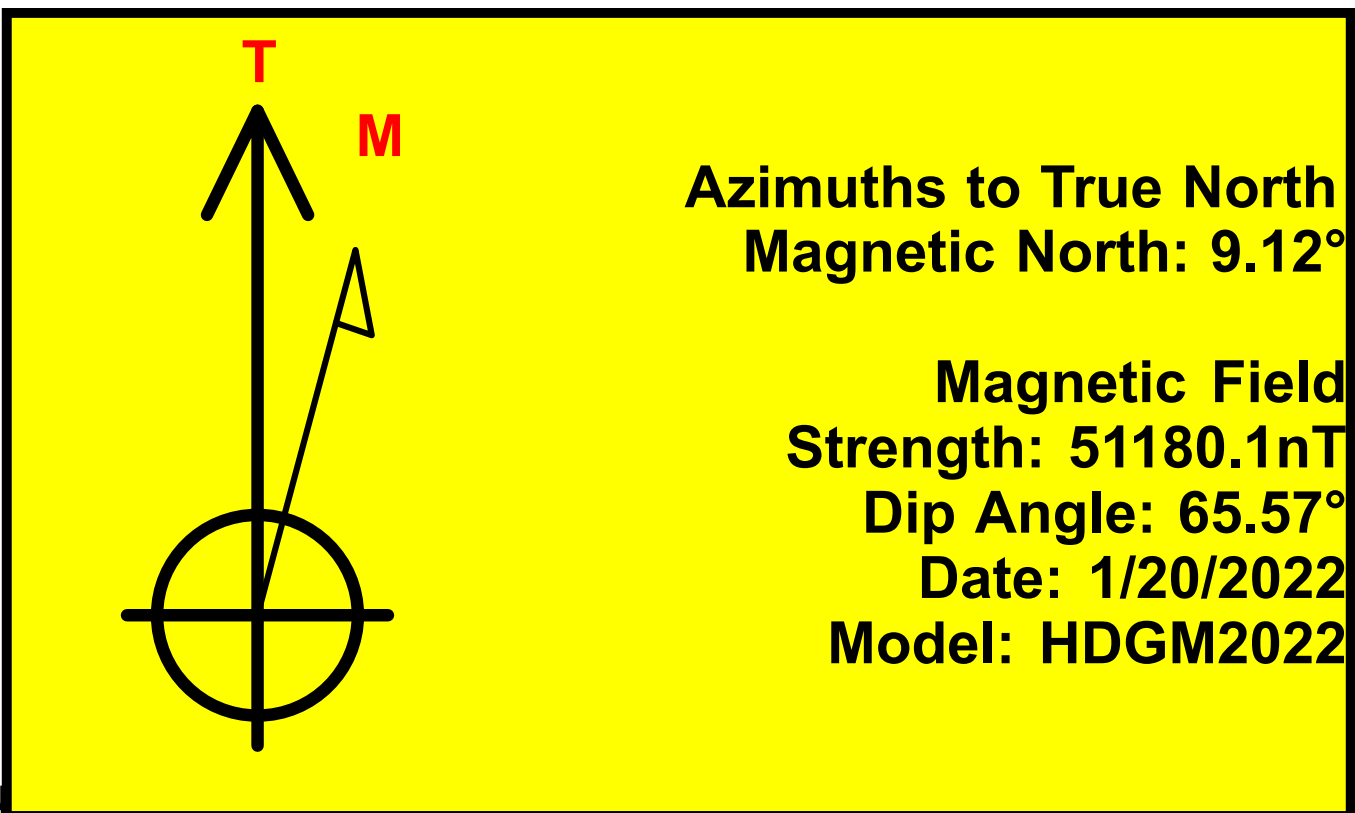 T
M
Azimuths to True North
Magnetic North: 9.12°
Magnetic Field
Strength: 51180.1nT
Dip Angle: 65.57°
Date: 1/20/2022
Model: HDGM2022